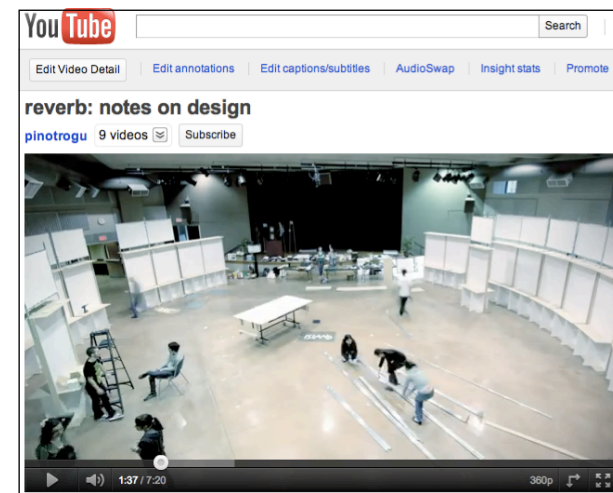 YouTube Search
Edit Video Detail Edit annotations Edit captions/subtitles AudioSwap Insight stats Promote
reverb: notes on design
pinotrogu 9 videos Subscribe
1:37 / 7:20 360p